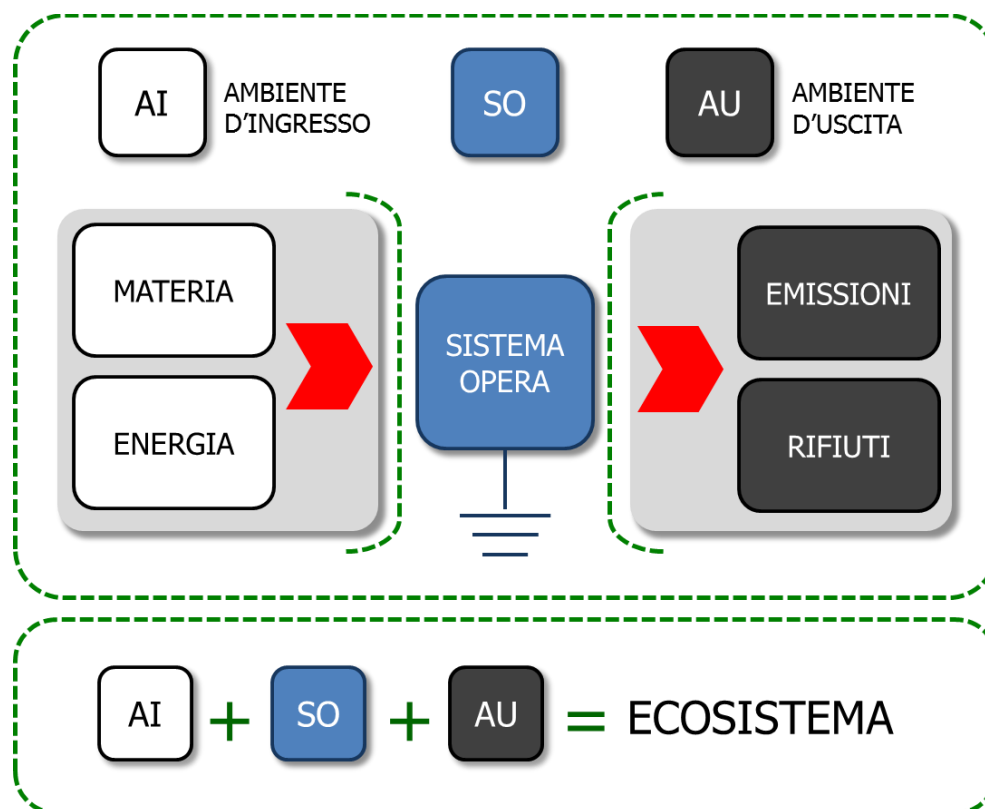 AI
AMBIENTE
D'INGRESSO
SO
AU
AMBIENTE
D'USCITA
MATERIA
ENERGIA
SISTEMA
OPERA
EMISSIONI
RIFIUTI
AI + SO + AU = ECOSISTEMA